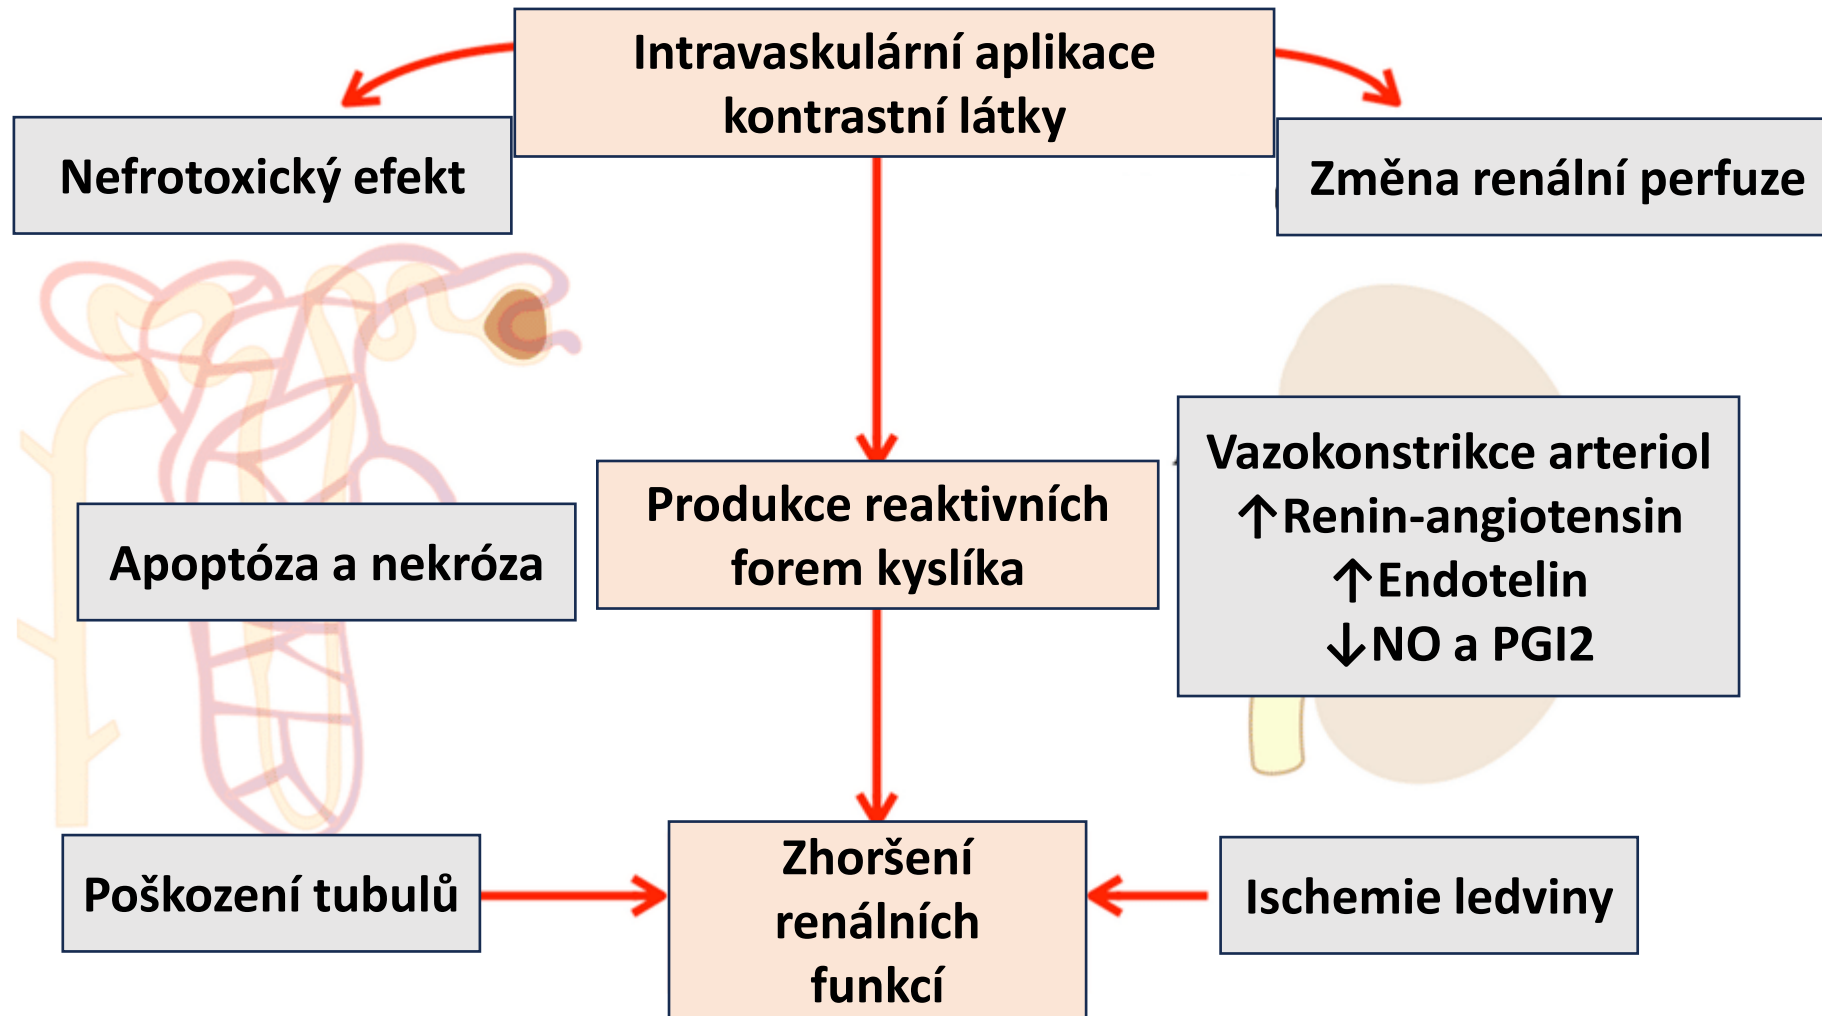 Intravaskulární aplikace
kontrastní látky
Nefrotoxický efekt
Změna renální perfuze
Vazokonstrikce arteriol
↑Renin-angiotensin
↑Endotelin
↓NO a PGI2
Produkce reaktivních
forem kyslíka
Apoptóza a nekróza
Poškození tubulů
Zhoršení
renálních
funkcí
Ischemie ledviny